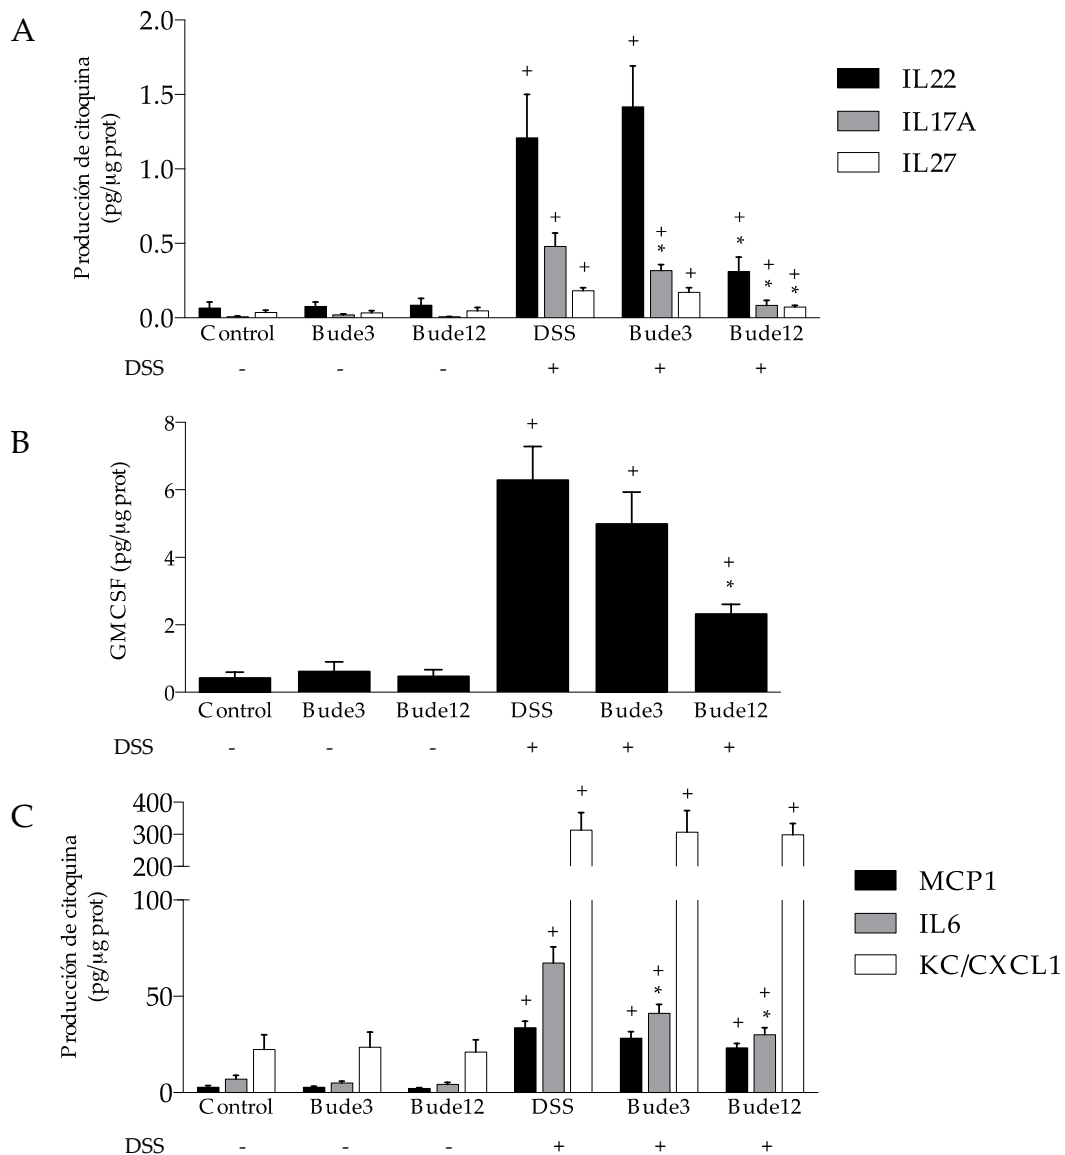 A
Producción de citoquina
(pg/µg prot)
2.0
1.5
1.0
0.5
0.0
+
+
+
+
+
*
+
+
*
+
*
+
*
+
IL22
IL17A
IL27
Control Bude3 Bude12 DSS Bude3 Bude12
DSS - - - + + +
B
GMCSF (pg/µg prot)
8
6
4
2
0
+
+
+
*
Control Bude3 Bude12 DSS Bude3 Bude12
DSS - - - + + +
C
Producción de citoquina
(pg/µg prot)
400
300
200
100
50
0
+
+
+
+
+
+
+
*
+
+
*
MCP1
IL6
KC/CXCL1
Control Bude3 Bude12 DSS Bude3 Bude12
DSS - - - + + +